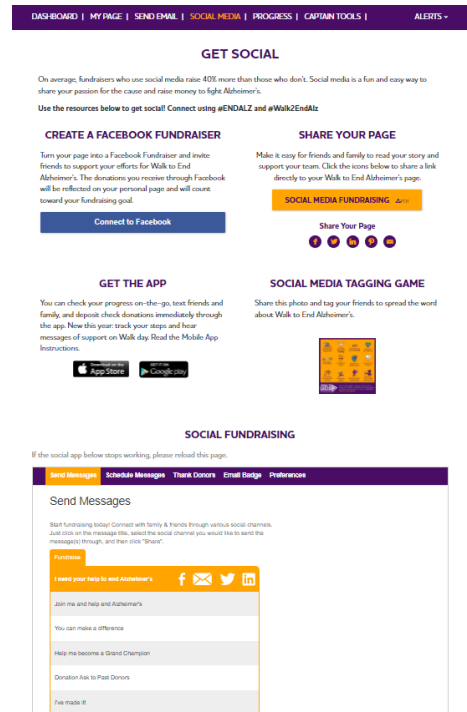 DASHBOARD | MY PAGE | SEND EMAIL | SOCIAL MEDIA | PROGRESS | CAPTAIN TOOLS | ALERTS
GET SOCIAL
On average, fundraisers who use social media raise 40% more than those who don't. Social media is a fun and easy way to
share your passion for the cause and raise money to fight Alzheimer's.
Use the resources below to get social! Connect using #ENDALZ and #Walk2EndAlz
CREATE A FACEBOOK FUNDRAISER
Turn your page into a Facebook Fundraiser and invite
friends to support your efforts for Walk to End
Alzheimer's. The donations you receive through Facebook
will be reflected on your personal page and will count
toward your fundraising goal.
Connect to Facebook
SHARE YOUR PAGE
Make it easy for friends and family to read your story and
support your team. Click the icons below to share a link
directly to your Walk to End Alzheimer's page.
SOCIAL MEDIA FUNDRAISING
Share Your Page
GET THE APP
You can check your progress on-the-go, text friends and
family, and deposit check donations immediately through
the app. New this year: track your steps and hear
messages of support on Walk day. Read the Mobile App
Instructions.
Download on the
App Store
GET IT ON
Google play
SOCIAL MEDIA TAGGING GAME
Share this photo and tag your friends to spread the word
about Walk to End Alzheimer's.
SOCIAL FUNDRAISING
If the social app below stops working, please reload this page.
Send Messages Schedule Messages Thank Donors Email Badge Preferences
Send Messages
Start fundraising today! Connect with family & friends through various social channels.
Just click on the message title, select the social channel you would like to send the
message(s) through, and then click "Share".
Fundraise
I need your help to end Alzheimer's
Join me and help end Alzheimer's
You can make a difference
Help me become a Grand Champion
Donation Ask to Past Donors
I've made it!